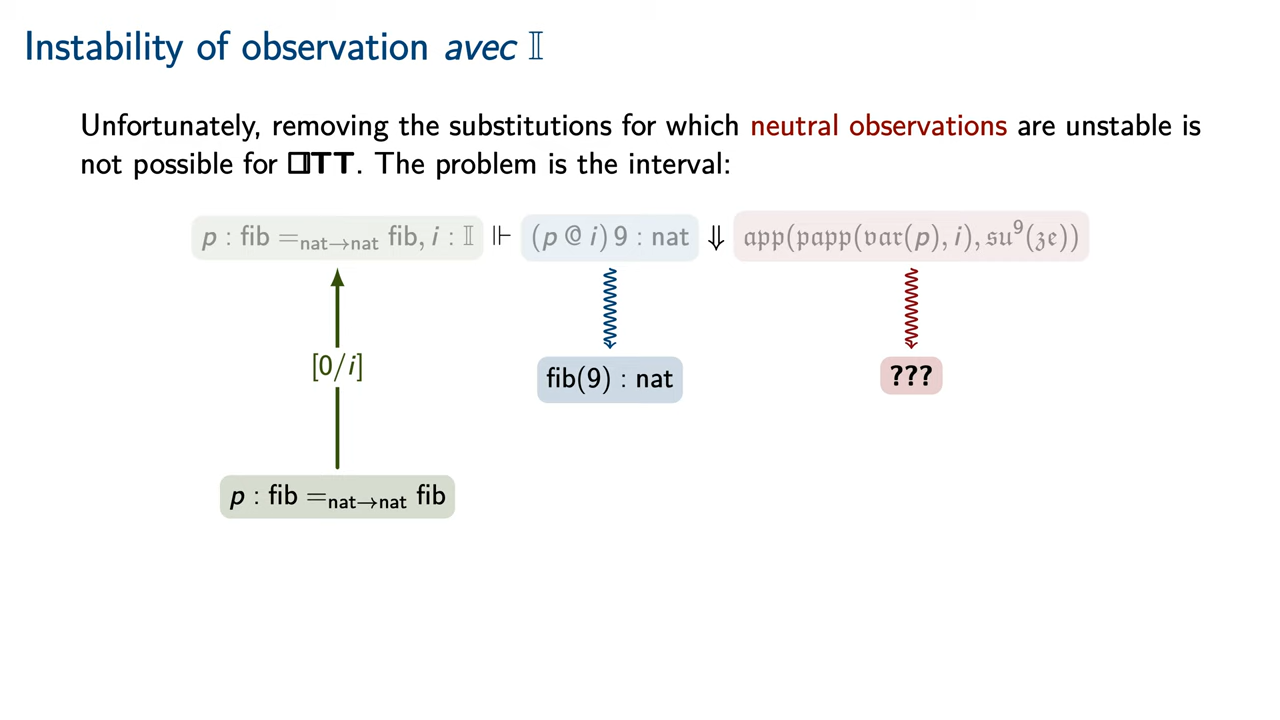 Instability of observation avec 𝕀
Unfortunately, removing the substitutions for which neutral observations are unstable is
not possible for □TT. The problem is the interval:
p : fib =nat→nat fib, i : 𝕀 ⊩ (p @ i) 9 : nat ⇓ 𝔞𝔭𝔭(𝔭𝔞𝔭𝔭(𝔳𝔞𝔯(p), i), 𝔰𝔲⁹(𝔷𝔢))
[0/i]
fib(9) : nat
???
p : fib =nat→nat fib